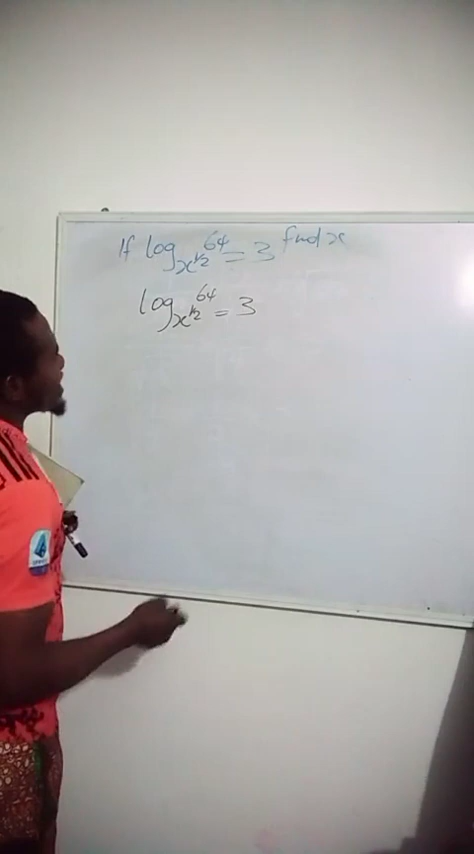 If log_{x^{1/2}} 64 = 3 find x
log_{x^{1/2}} 64 = 3